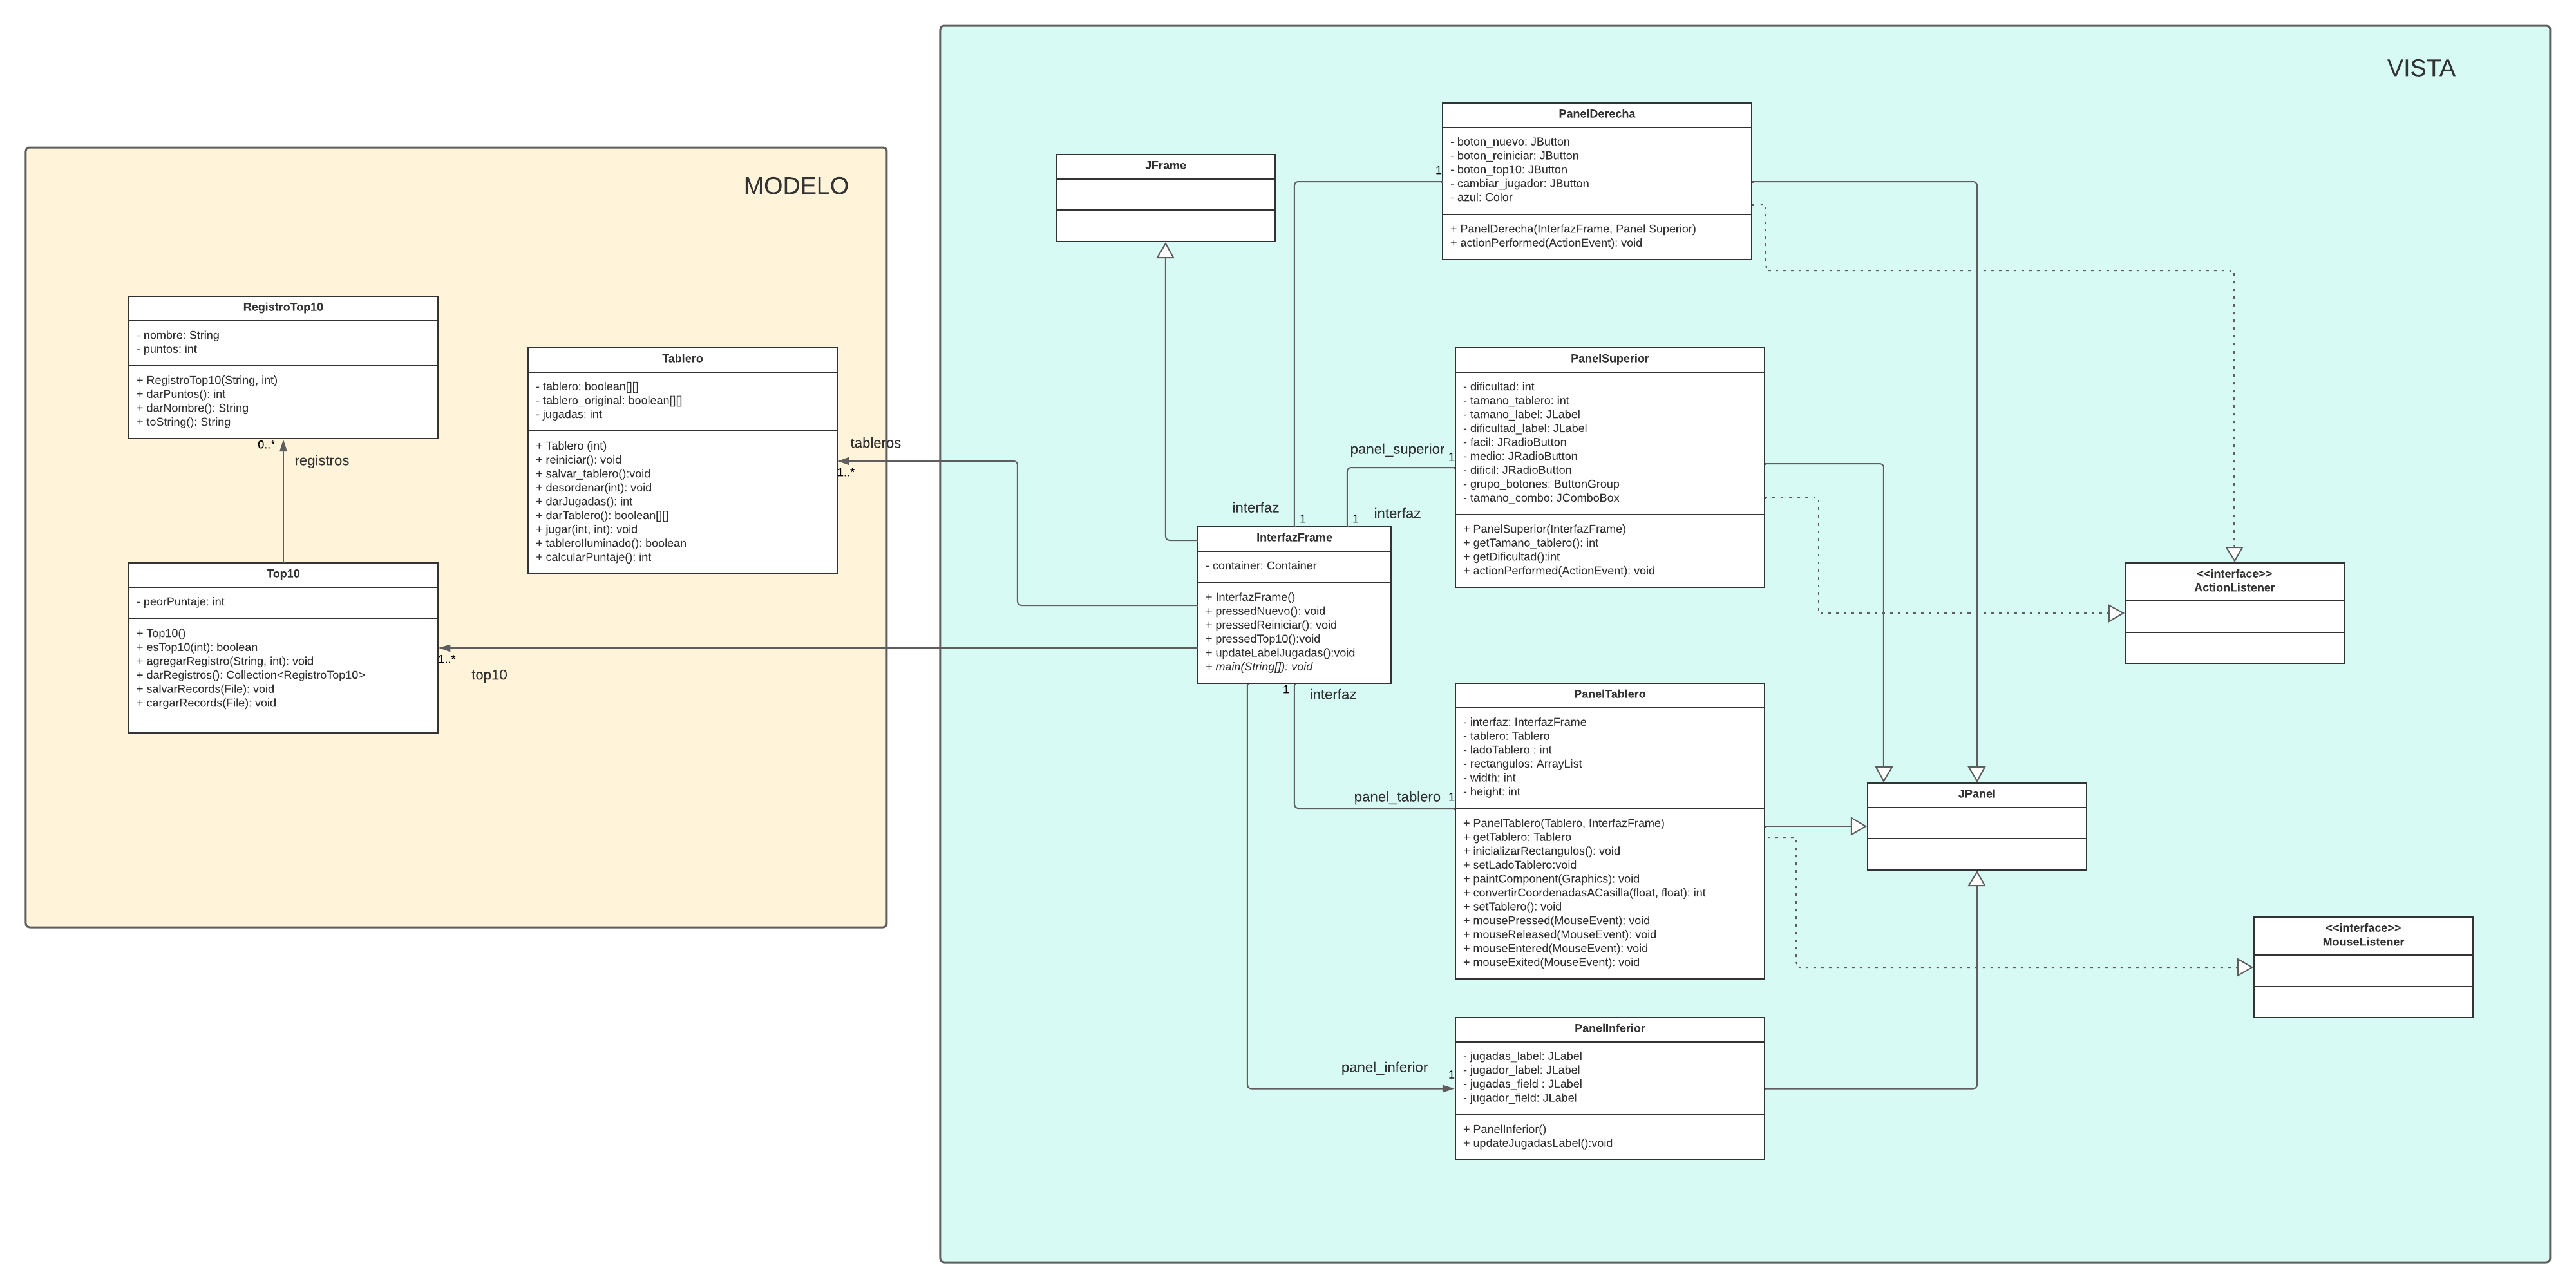 MODELO
RegistroTop10
- nombre: String
- puntos: int
+ RegistroTop10(String, int)
+ darPuntos(): int
+ darNombre(): String
+ toString(): String
0..*
registros
Top10
- peorPuntaje: int
+ Top10()
+ esTop10(int): boolean
+ agregarRegistro(String, int): void
+ darRegistros(): Collection<RegistroTop10>
+ salvarRecords(File): void
+ cargarRecords(File): void
1..*
top10
Tablero
- tablero: boolean[][]
- tablero_original: boolean[][]
- jugadas: int
+ Tablero (int)
+ reiniciar(): void
+ salvar_tablero():void
+ desordenar(int): void
+ darJugadas(): int
+ darTablero(): boolean[][]
+ jugar(int, int): void
+ tableroIluminado(): boolean
+ calcularPuntaje(): int
tableros
1..*
VISTA
JFrame
PanelDerecha
- boton_nuevo: JButton
- boton_reiniciar: JButton
- boton_top10: JButton
- cambiar_jugador: JButton
- azul: Color
+ PanelDerecha(InterfazFrame, Panel Superior)
+ actionPerformed(ActionEvent): void
1
PanelSuperior
- dificultad: int
- tamano_tablero: int
- tamano_label: JLabel
- dificultad_label: JLabel
- facil: JRadioButton
- medio: JRadioButton
- dificil: JRadioButton
- grupo_botones: ButtonGroup
- tamano_combo: JComboBox
+ PanelSuperior(InterfazFrame)
+ getTamano_tablero(): int
+ getDificultad():int
+ actionPerformed(ActionEvent): void
panel_superior
1
interfaz
1
1
interfaz
InterfazFrame
- container: Container
+ InterfazFrame()
+ pressedNuevo(): void
+ pressedReiniciar(): void
+ pressedTop10():void
+ updateLabelJugadas():void
+ main(String[]): void
1
interfaz
<<interface>>
ActionListener
PanelTablero
- interfaz: InterfazFrame
- tablero: Tablero
- ladoTablero : int
- rectangulos: ArrayList
- width: int
- height: int
+ PanelTablero(Tablero, InterfazFrame)
+ getTablero: Tablero
+ inicializarRectangulos(): void
+ setLadoTablero:void
+ paintComponent(Graphics): void
+ convertirCoordenadasACasilla(float, float): int
+ setTablero(): void
+ mousePressed(MouseEvent): void
+ mouseReleased(MouseEvent): void
+ mouseEntered(MouseEvent): void
+ mouseExited(MouseEvent): void
panel_tablero
1
JPanel
<<interface>>
MouseListener
PanelInferior
- jugadas_label: JLabel
- jugador_label: JLabel
- jugadas_field : JLabel
- jugador_field: JLabel
+ PanelInferior()
+ updateJugadasLabel():void
panel_inferior
1